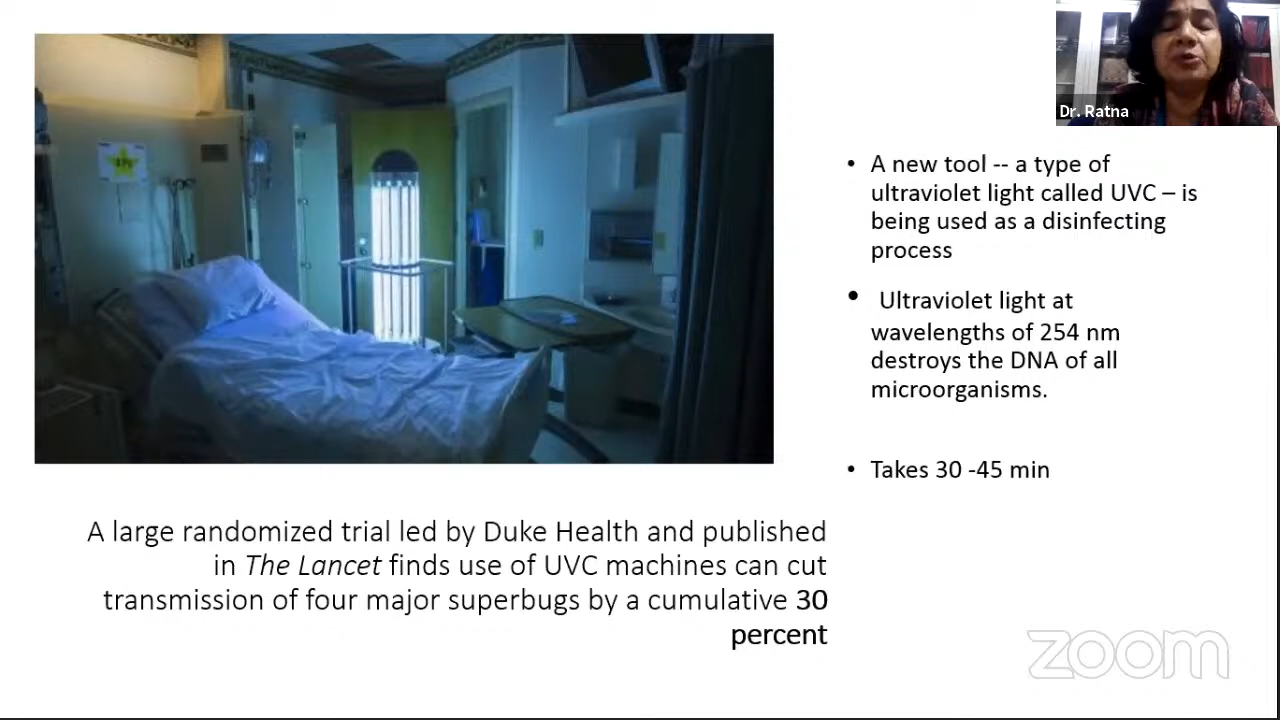 Dr. Ratna
• A new tool -- a type of
ultraviolet light called UVC – is
being used as a disinfecting
process
• Ultraviolet light at
wavelengths of 254 nm
destroys the DNA of all
microorganisms.
• Takes 30 -45 min
A large randomized trial led by Duke Health and published
in The Lancet finds use of UVC machines can cut
transmission of four major superbugs by a cumulative 30
percent
zoom